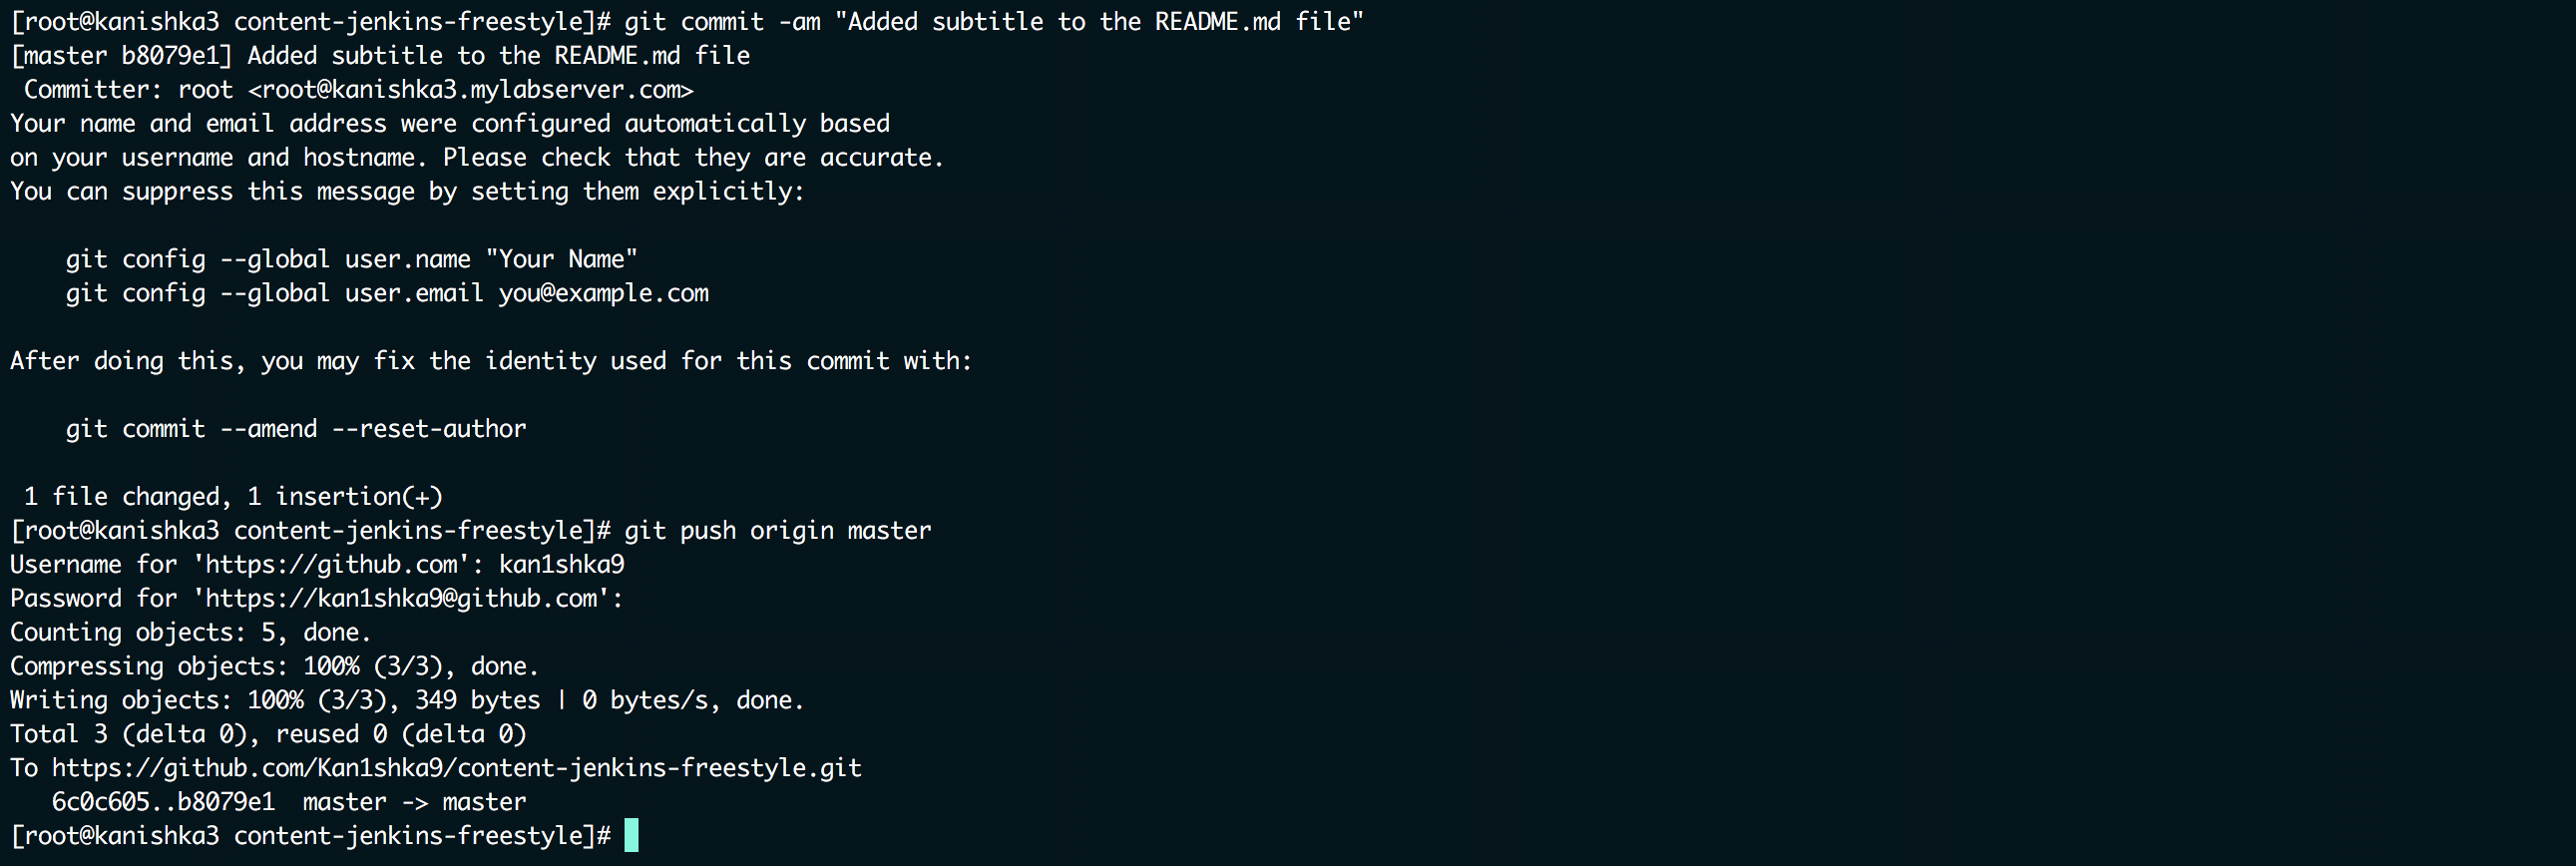 [root@kanishka3 content-jenkins-freestyle]# git commit -am "Added subtitle to the README.md file"
[master b8079e1] Added subtitle to the README.md file
 Committer: root <root@kanishka3.mylabserver.com>
Your name and email address were configured automatically based
on your username and hostname. Please check that they are accurate.
You can suppress this message by setting them explicitly:

    git config --global user.name "Your Name"
    git config --global user.email you@example.com

After doing this, you may fix the identity used for this commit with:

    git commit --amend --reset-author

 1 file changed, 1 insertion(+)
[root@kanishka3 content-jenkins-freestyle]# git push origin master
Username for 'https://github.com': kan1shka9
Password for 'https://kan1shka9@github.com':
Counting objects: 5, done.
Compressing objects: 100% (3/3), done.
Writing objects: 100% (3/3), 349 bytes | 0 bytes/s, done.
Total 3 (delta 0), reused 0 (delta 0)
To https://github.com/Kan1shka9/content-jenkins-freestyle.git
   6c0c605..b8079e1  master -> master
[root@kanishka3 content-jenkins-freestyle]#